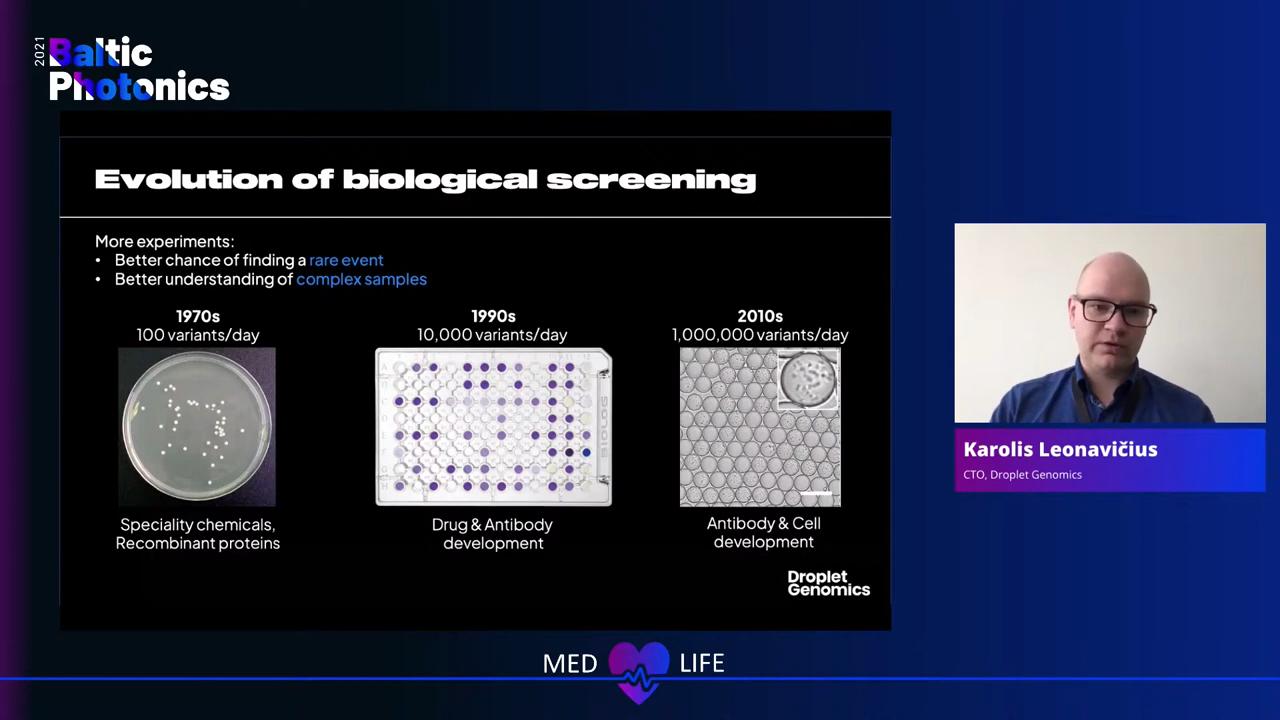 2021
Baltic
Photonics
Evolution of biological screening
More experiments:
• Better chance of finding a rare event
• Better understanding of complex samples
1970s
100 variants/day
1990s
10,000 variants/day
2010s
1,000,000 variants/day
BIOLOG
Speciality chemicals,
Recombinant proteins
Drug & Antibody
development
Antibody & Cell
development
Droplet
Genomics
Karolis Leonavičius
CTO, Droplet Genomics
MED LIFE